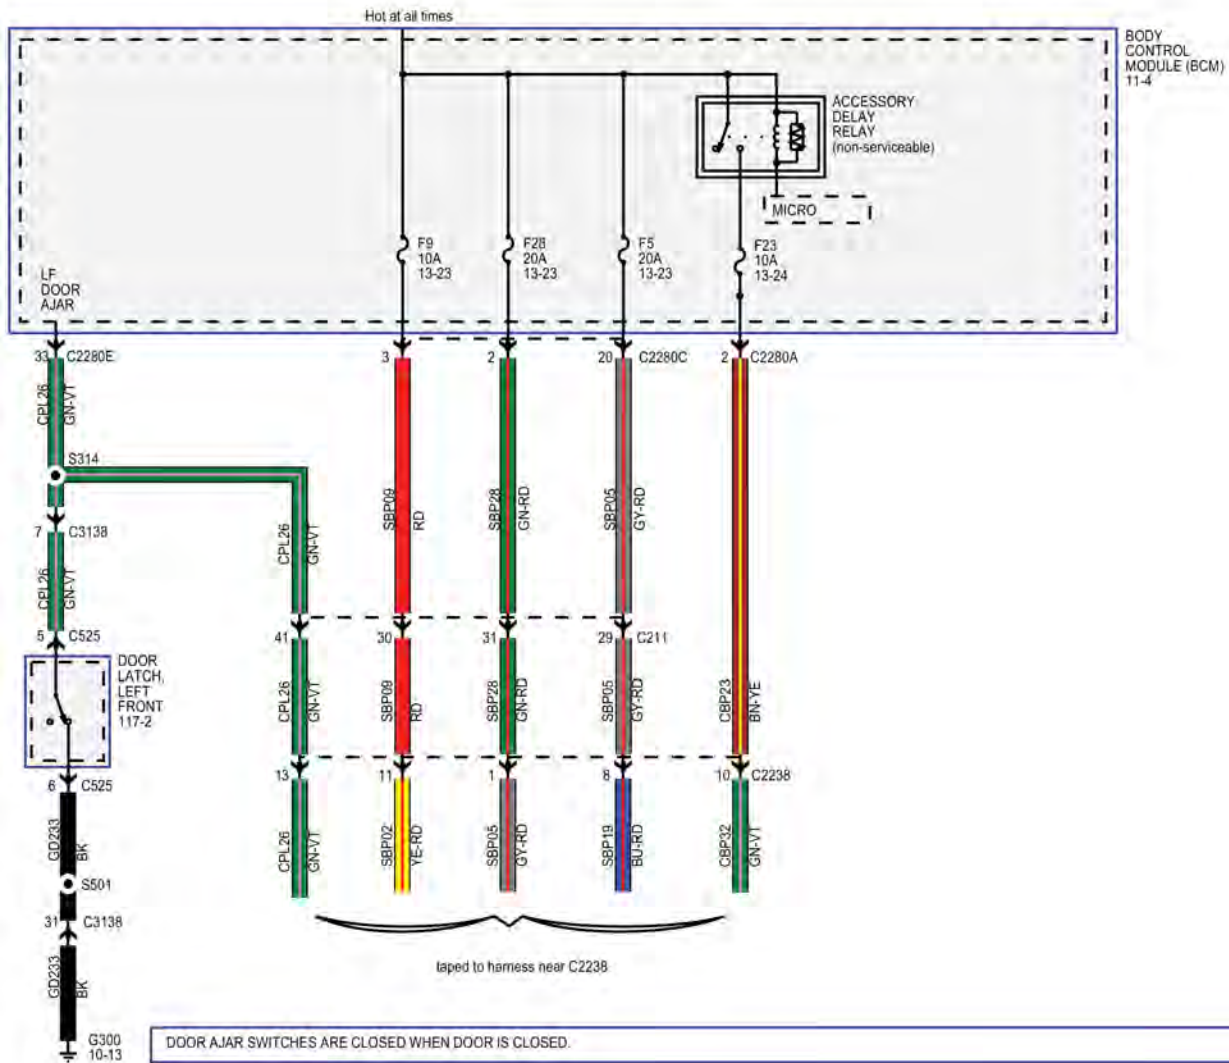 Hot at all times
BODY
CONTROL
MODULE (BCM)
11-4
ACCESSORY
DELAY
RELAY
(non-serviceable)
MICRO
F9
10A
13-23
F28
20A
13-23
F5
20A
13-23
F23
10A
13-24
LF
DOOR
AJAR
33 C2280E
3
2
20 C2280C
2 C2280A
CPL26
GN-VT
S314
7 C3138
CPL26
GN-VT
SBP09
RD
SBP28
GN-RD
SBP05
GY-RD
CPL26
GN-VT
5 C525
41
30
31
29 C211
DOOR
LATCH,
LEFT
FRONT
117-2
CPL26
GN-VT
SBP09
RD
SBP28
GN-RD
SBP05
GY-RD
CBP23
BN-YE
6 C525
13
11
1
8
10 C2238
GD233
BK
CPL26
GN-VT
SBP02
YE-RD
SBP05
GY-RD
SBP19
BU-RD
CBP32
GN-VT
S501
31 C3138
GD233
BK
taped to harness near C2238
G300
10-13
DOOR AJAR SWITCHES ARE CLOSED WHEN DOOR IS CLOSED.